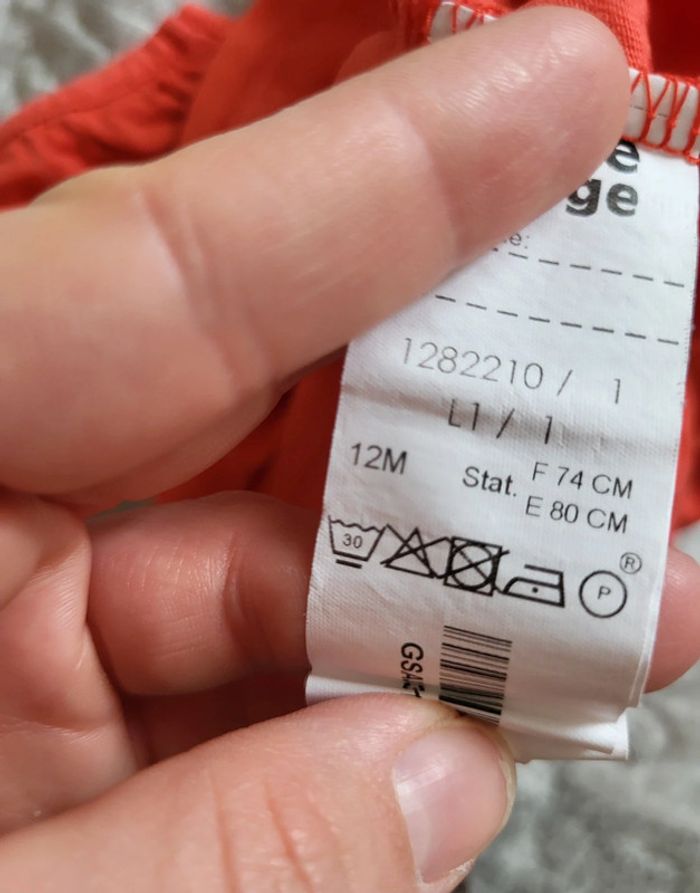 ge
1282210 / 1
L1 / 1
12M
Stat. F 74 CM
E 80 CM
30
P
®